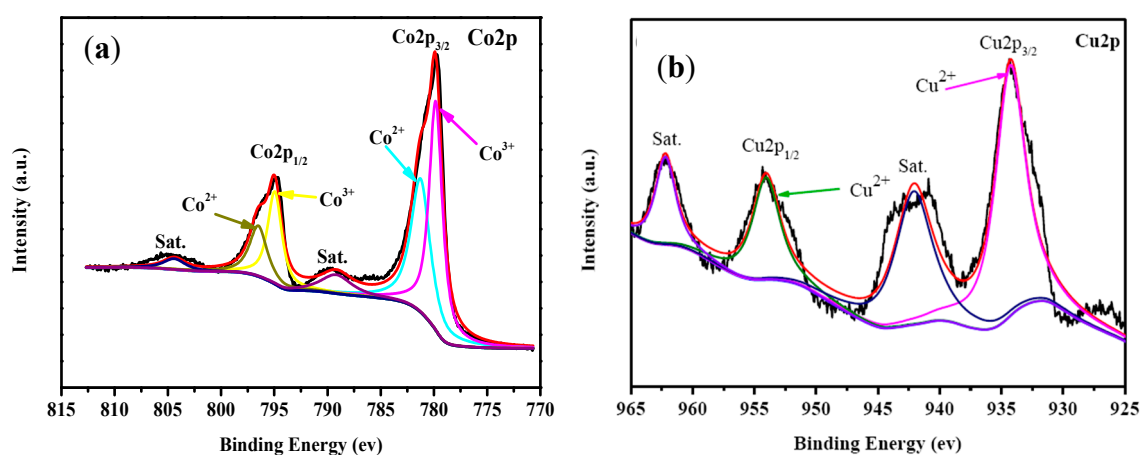 (a)
Co2p3/2
Co2p
Co2+
Co3+
Co2p1/2
Co2+
Co3+
Sat.
Sat.
Intensity (a.u.)
815 810 805 800 795 790 785 780 775 770
Binding Energy (ev)
(b)
Cu2p3/2
Cu2p
Cu2+
Sat.
Cu2p1/2
Sat.
Cu2+
Intensity (a.u.)
965 960 955 950 945 940 935 930 925
Binding Energy (ev)